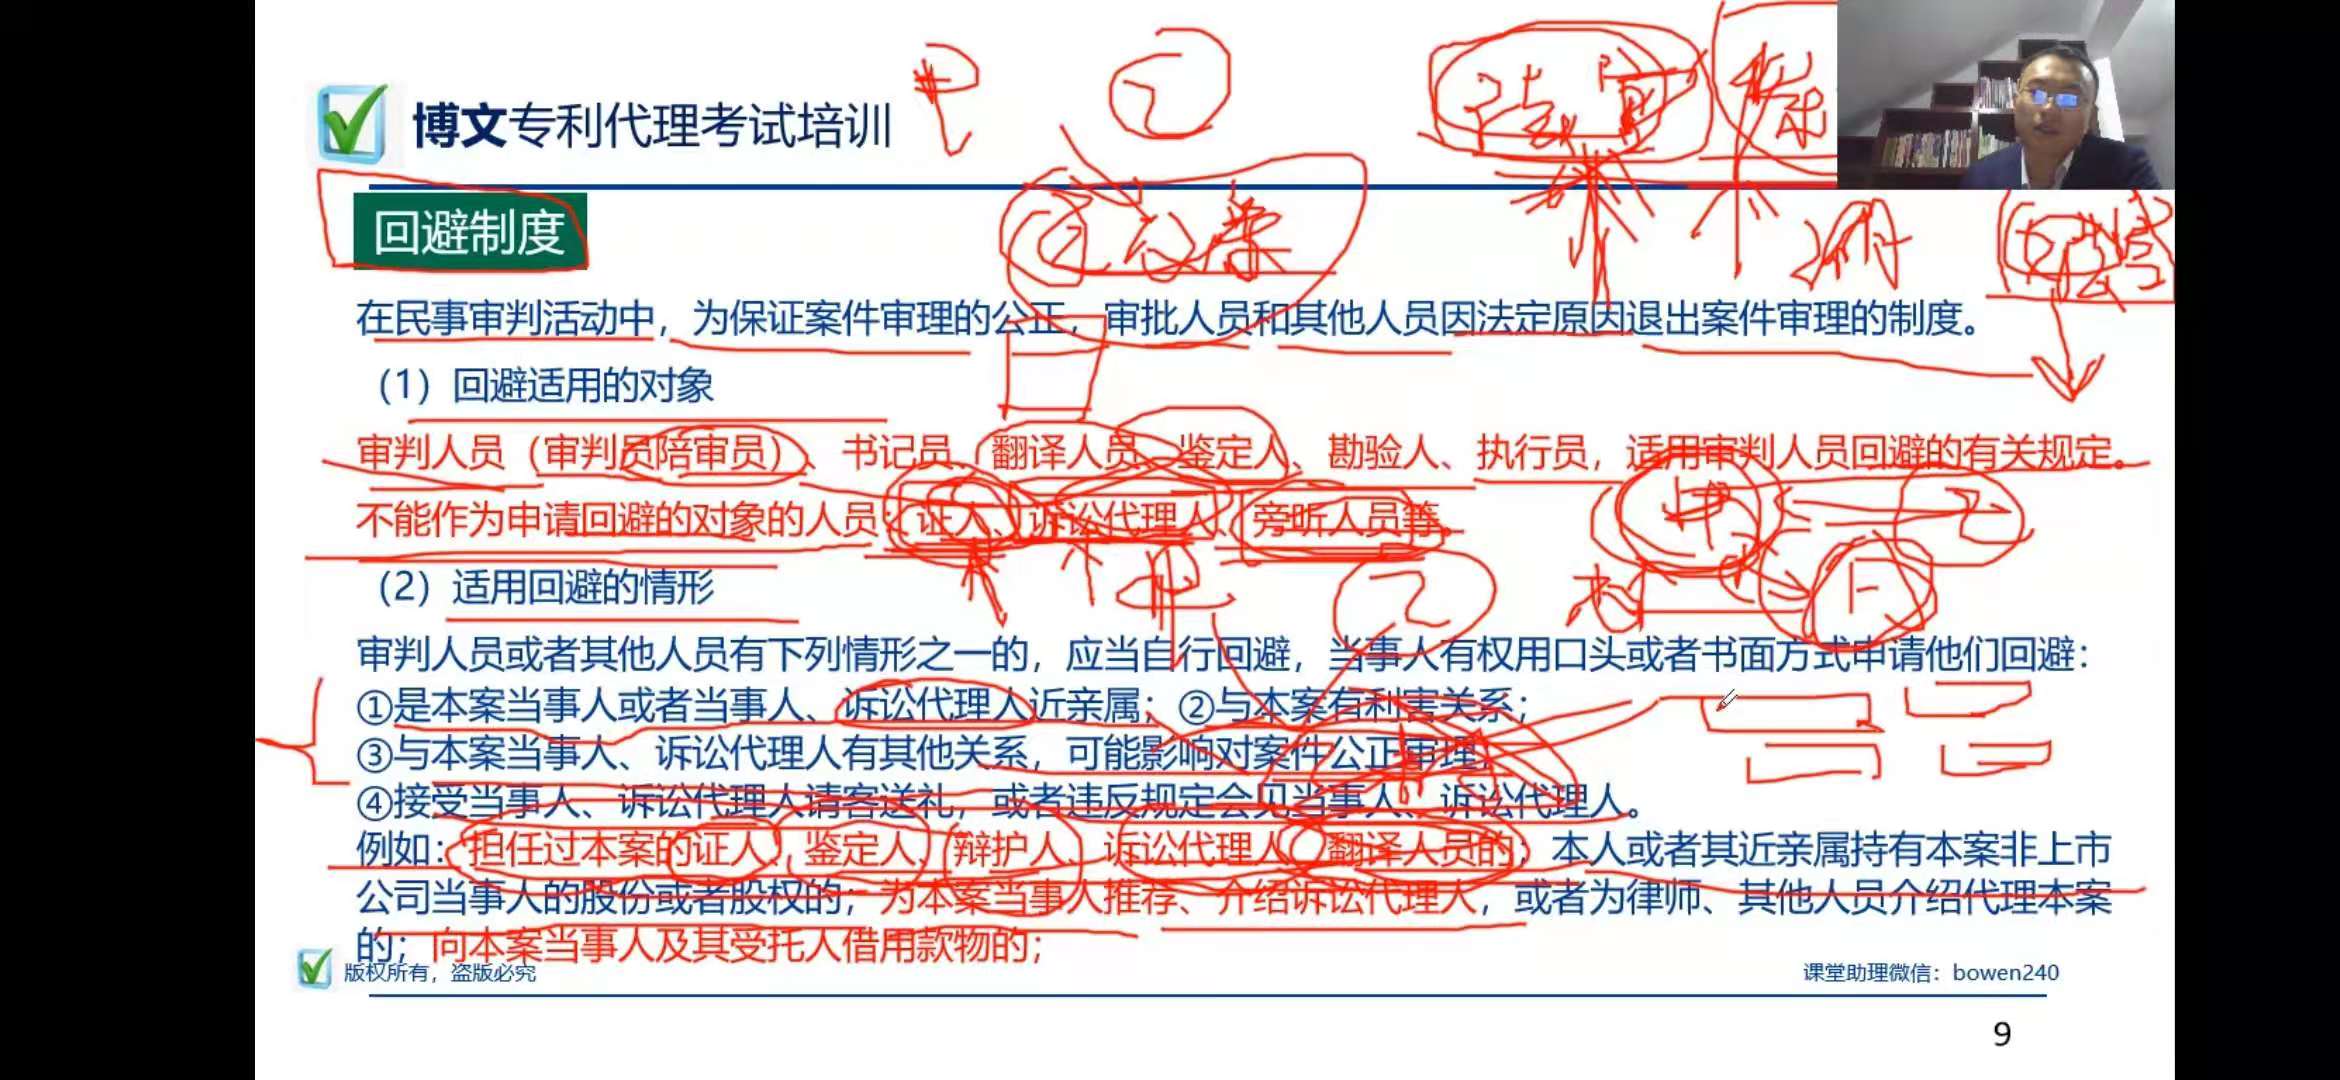 博文专利代理考试培训
回避制度
在民事审判活动中，为保证案件审理的公正，审批人员和其他人员因法定原因退出案件审理的制度。
（1）回避适用的对象
审判人员（审判员陪审员）、书记员、翻译人员、鉴定人、勘验人、执行员，适用审判人员回避的有关规定。
不能作为申请回避的对象的人员：证人、诉讼代理人、旁听人员等。
（2）适用回避的情形
审判人员或者其他人员有下列情形之一的，应当自行回避，当事人有权用口头或者书面方式申请他们回避：
①是本案当事人或者当事人、诉讼代理人近亲属；②与本案有利害关系；
③与本案当事人、诉讼代理人有其他关系，可能影响对案件公正审理；
④接受当事人、诉讼代理人请客送礼，或者违反规定会见当事人、诉讼代理人。
例如：担任过本案的证人、鉴定人、辩护人、诉讼代理人、翻译人员的；本人或者其近亲属持有本案非上市
公司当事人的股份或者股权的；为本案当事人推荐、介绍诉讼代理人，或者为律师、其他人员介绍代理本案
的；向本案当事人及其受托人借用款物的；
版权所有，盗版必究
课堂助理微信：bowen240
9